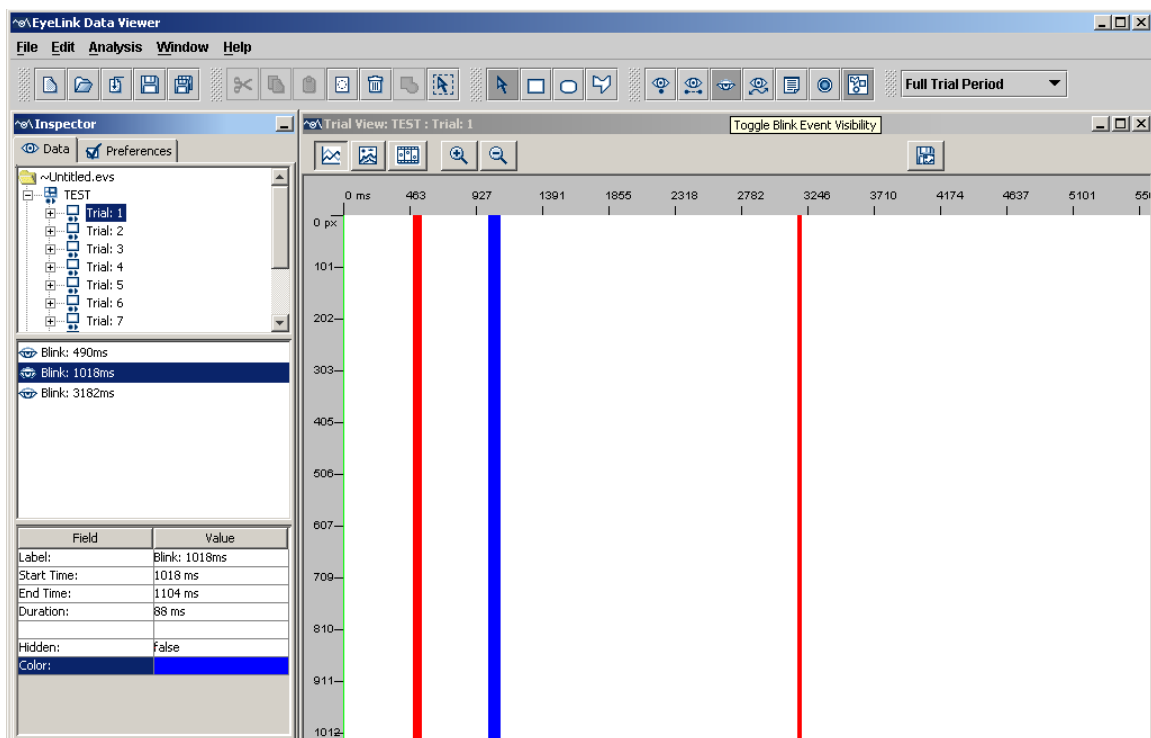 EyeLink Data Viewer
File Edit Analysis Window Help
Full Trial Period
Inspector
Data Preferences
~Untitled.evs
TEST
Trial: 1
Trial: 2
Trial: 3
Trial: 4
Trial: 5
Trial: 6
Trial: 7
Blink: 490ms
Blink: 1018ms
Blink: 3182ms
Field Value
Label: Blink: 1018ms
Start Time: 1018 ms
End Time: 1104 ms
Duration: 88 ms
Hidden: false
Color:
Trial View: TEST : Trial: 1
Toggle Blink Event Visibility
0 ms 463 927 1391 1855 2318 2782 3246 3710 4174 4637 5101
0 px
101
202
303
405
506
607
709
810
911
1012